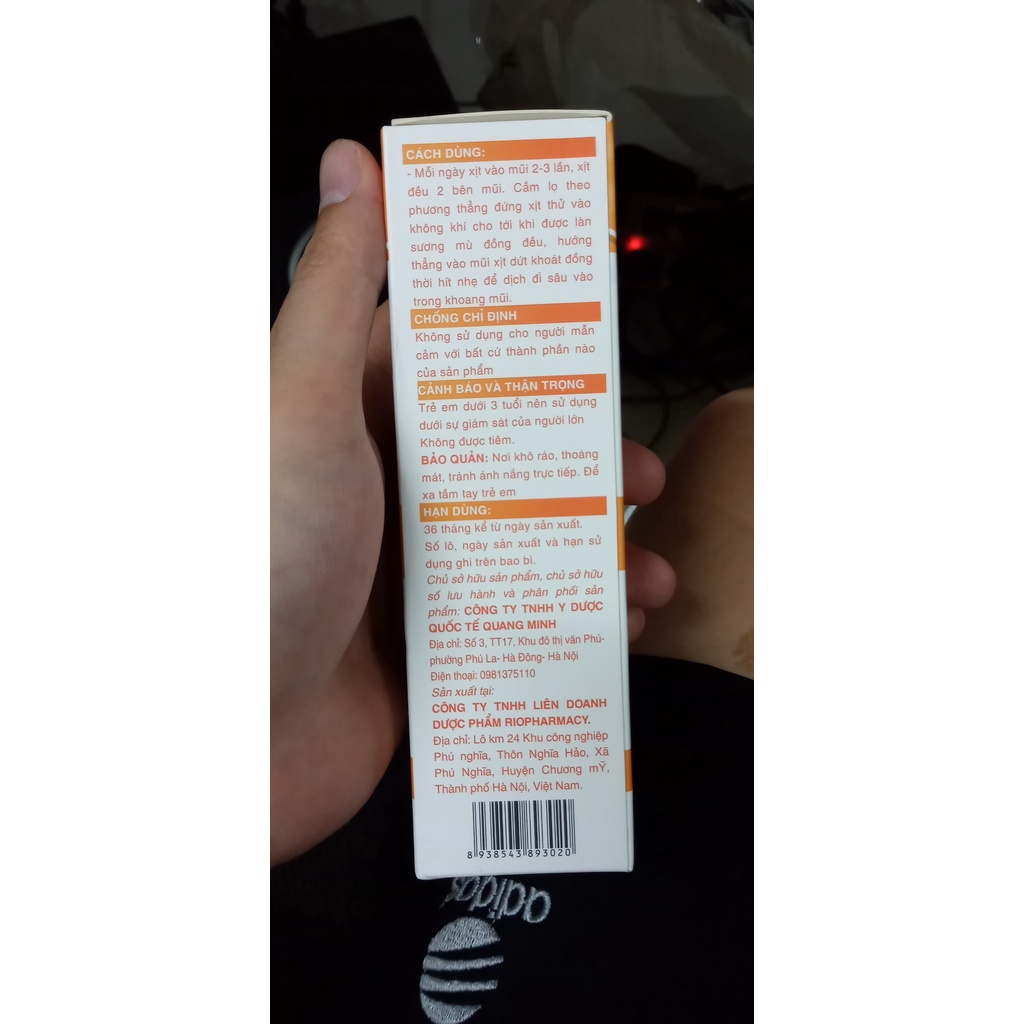 CÁCH DÙNG:
- Mỗi ngày xịt vào mũi 2-3 lần, xịt
đều 2 bên mũi. Cầm lọ theo
phương thẳng đứng xịt thử vào
không khí cho tới khi được làn
sương mù đồng đều, hướng
thẳng vào mũi xịt dứt khoát đồng
thời hít nhẹ để dịch đi sâu vào
trong khoang mũi.
CHỐNG CHỈ ĐỊNH
Không sử dụng cho người mẫn
cảm với bất cứ thành phần nào
của sản phẩm
CẢNH BÁO VÀ THẬN TRỌNG
Trẻ em dưới 3 tuổi nên sử dụng
dưới sự giám sát của người lớn
Không được tiêm.
BẢO QUẢN: Nơi khô ráo, thoáng
mát, tránh ánh nắng trực tiếp. Để
xa tầm tay trẻ em
HẠN DÙNG:
36 tháng kể từ ngày sản xuất.
Số lô, ngày sản xuất và hạn sử
dụng ghi trên bao bì.
Chủ sở hữu sản phẩm, chủ sở hữu
số lưu hành và phân phối sản
phẩm: CÔNG TY TNHH Y DƯỢC
QUỐC TẾ QUANG MINH
Địa chỉ: Số 3, TT17, Khu đô thị văn Phú-
phường Phú La- Hà Đông- Hà Nội
Điện thoại: 0981375110
Sản xuất tại:
CÔNG TY TNHH LIÊN DOANH
DƯỢC PHẨM RIOPHARMACY.
Địa chỉ: Lô km 24 Khu công nghiệp
Phú nghĩa, Thôn Nghĩa Hảo, Xã
Phú Nghĩa, Huyện Chương mỸ,
Thành phố Hà Nội, Việt Nam.
8 938543 893020
adidas